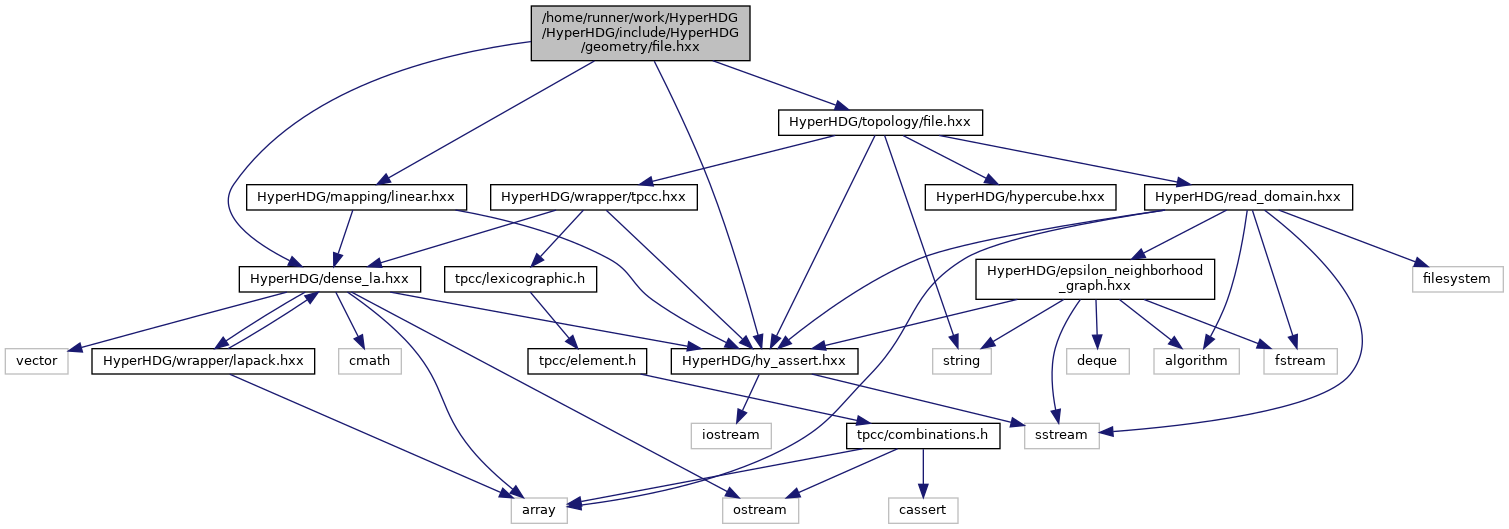 /home/runner/work/HyperHDG
/HyperHDG/include/HyperHDG
/geometry/file.hxx
HyperHDG/topology/file.hxx
HyperHDG/mapping/linear.hxx
HyperHDG/wrapper/tpcc.hxx
HyperHDG/hypercube.hxx
HyperHDG/read_domain.hxx
HyperHDG/dense_la.hxx
tpcc/lexicographic.h
HyperHDG/epsilon_neighborhood
_graph.hxx
filesystem
vector
HyperHDG/wrapper/lapack.hxx
cmath
tpcc/element.h
HyperHDG/hy_assert.hxx
string
deque
algorithm
fstream
iostream
tpcc/combinations.h
sstream
array
ostream
cassert